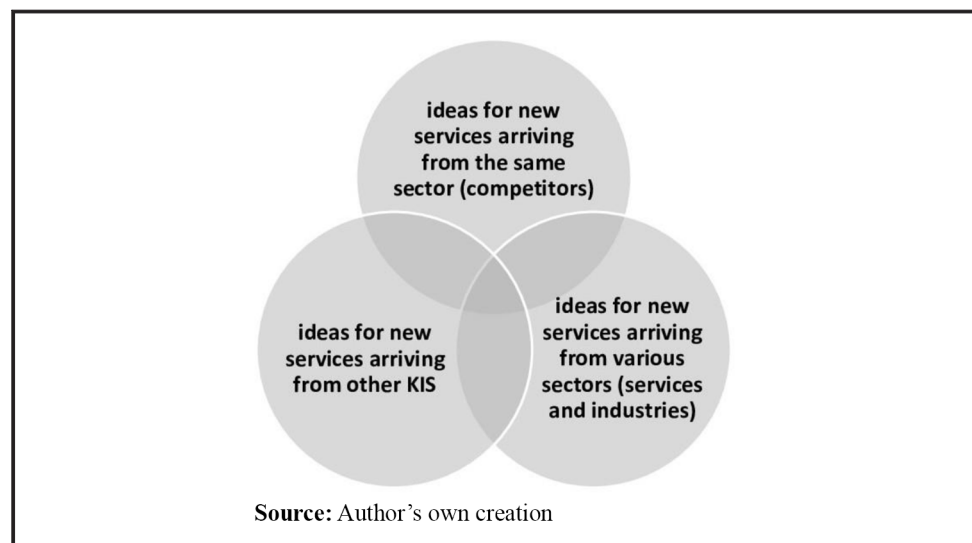 ideas for new
services arriving
from the same
sector (competitors)
ideas for new
services arriving
from other KIS
ideas for new
services arriving
from various
sectors (services
and industries)
Source: Author’s own creation